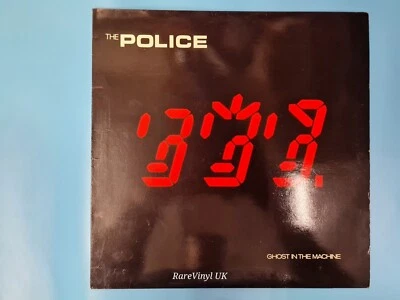 THE POLICE
GHOST IN THE MACHINE
RareVinyl UK